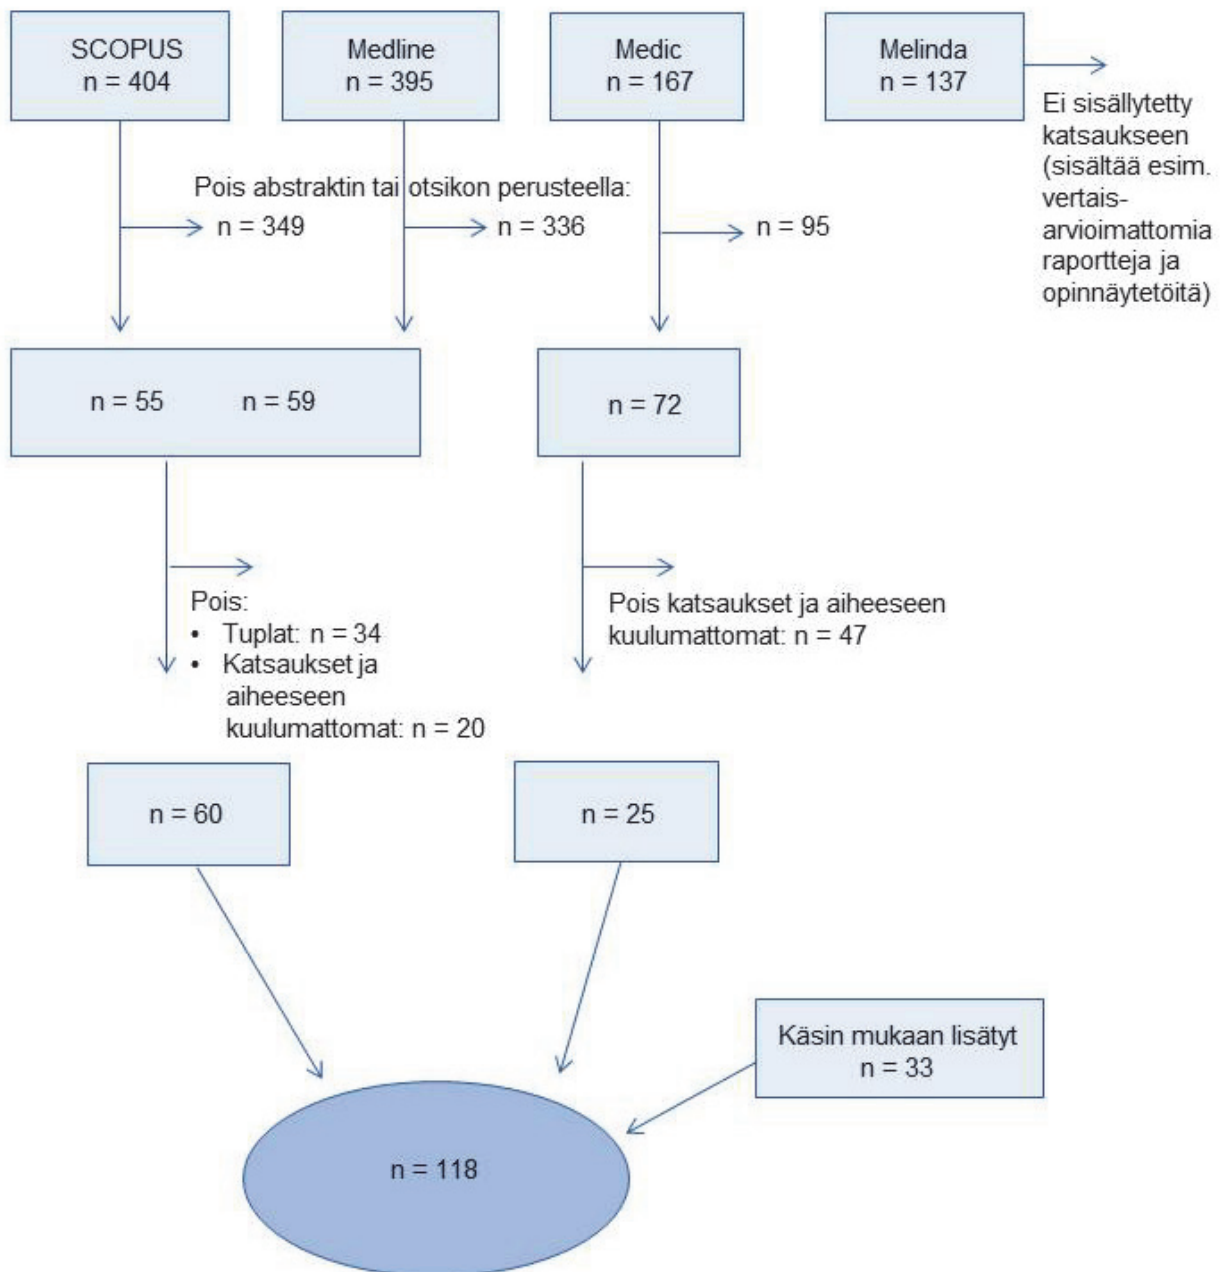 SCOPUS
n = 404
Medline
n = 395
Medic
n = 167
Melinda
n = 137
Ei sisällytetty
katsaukseen
(sisältää esim.
vertais-
arvioimattomia
raportteja ja
opinnäytetöitä)
Pois abstraktin tai otsikon perusteella:
n = 349
n = 336
n = 95
n = 55
n = 59
n = 72
Pois:
• Tuplat: n = 34
• Katsaukset ja
aiheeseen
kuulumattomat: n = 20
Pois katsaukset ja aiheeseen
kuulumattomat: n = 47
n = 60
n = 25
Käsin mukaan lisätyt
n = 33
n = 118